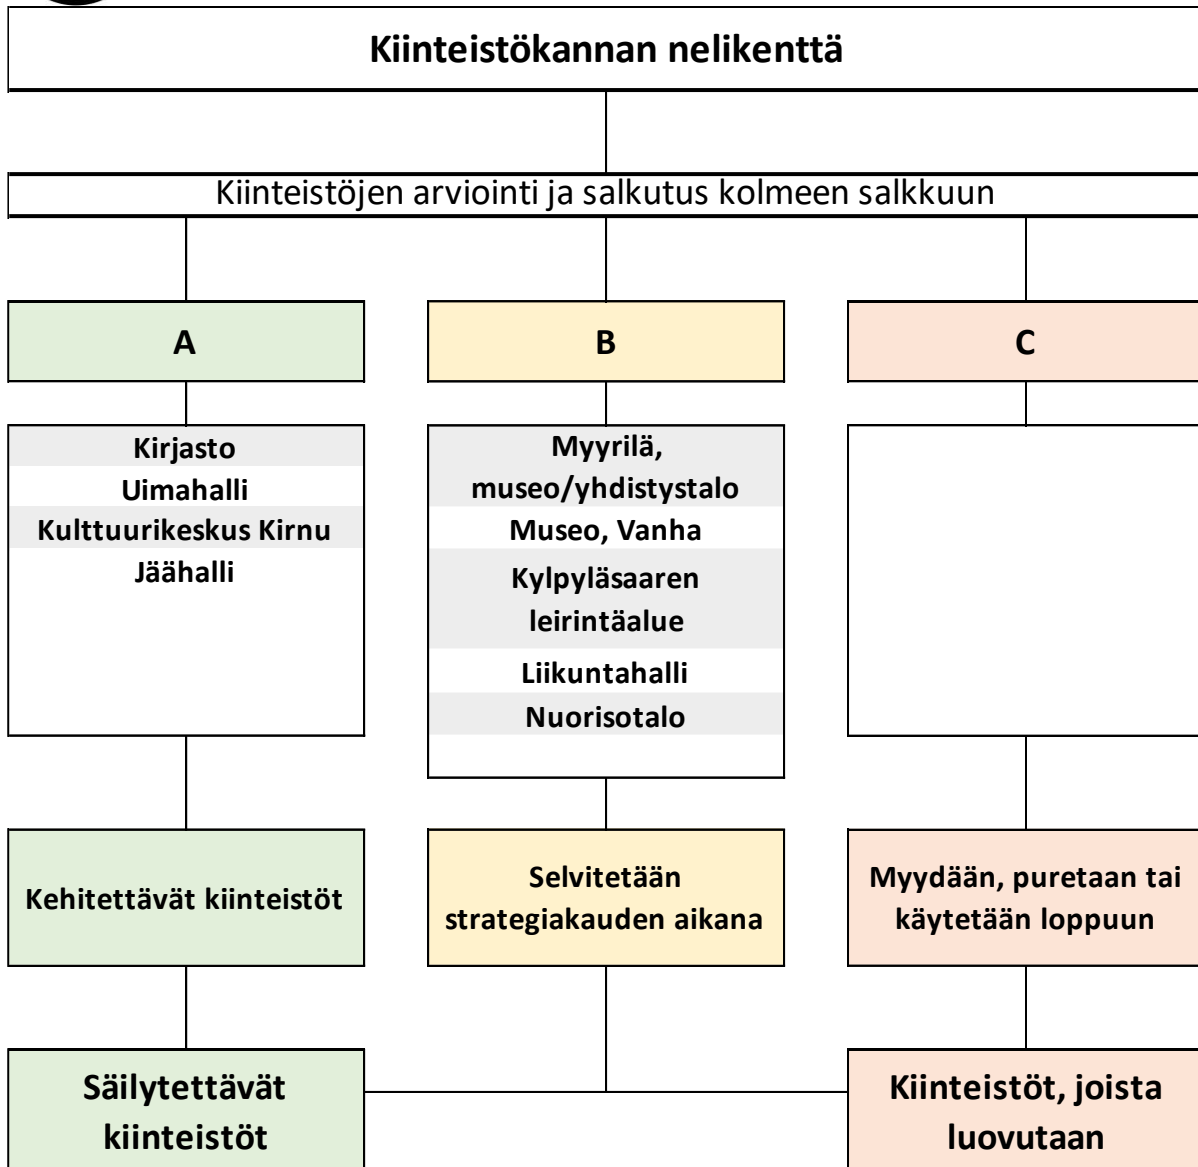 Kiinteistökannan nelikenttä
Kiinteistöjen arviointi ja salkutus kolmeen salkkuun
A
B
C
Kirjasto
Uimahalli
Kulttuurikeskus Kirnu
Jäähalli
Myyrilä,
museo/yhdistystalo
Museo, Vanha
Kylpyläsaaren
leirintäalue
Liikuntahalli
Nuorisotalo
Kehitettävät kiinteistöt
Selvitetään
strategiakauden aikana
Myydään, puretaan tai
käytetään loppuun
Säilytettävät
kiinteistöt
Kiinteistöt, joista
luovutaan